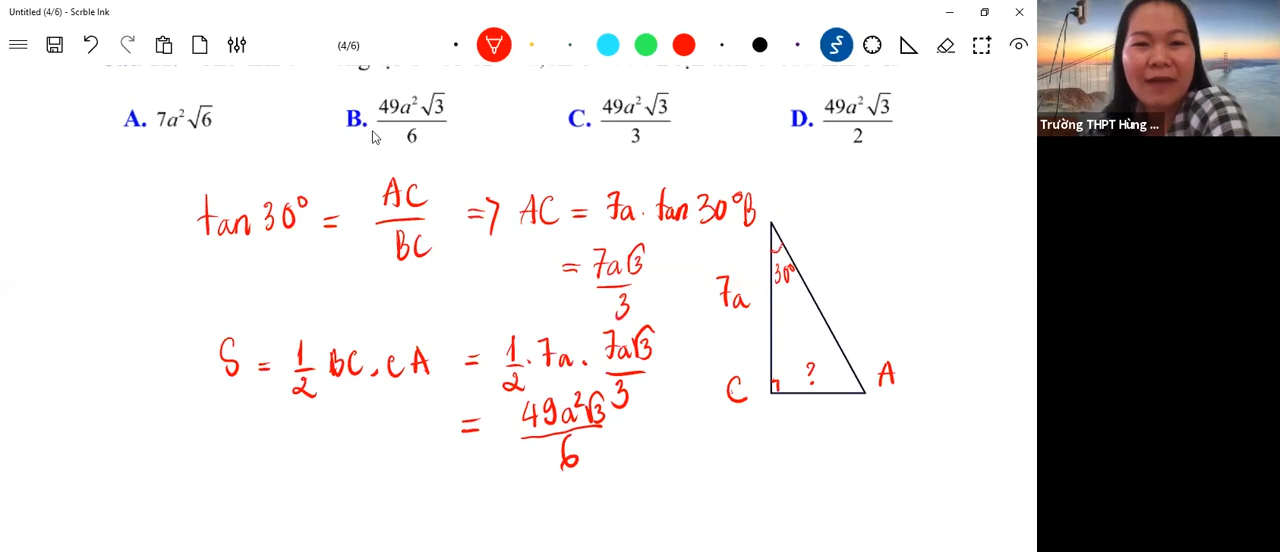 Untitled (4/6) - Scrble Ink
(4/6)
A. 7a²√6
B. 49a²√3 / 6
C. 49a²√3 / 3
D. 49a²√3 / 2
Trường THPT Hùng ...
tan 30° = AC / BC => AC = 7a . tan 30°
= 7a√3 / 3
S = 1/2 BC . CA = 1/2 . 7a . 7a√3 / 3
= 49a²√3 / 6
B
30°
7a
C
?
A